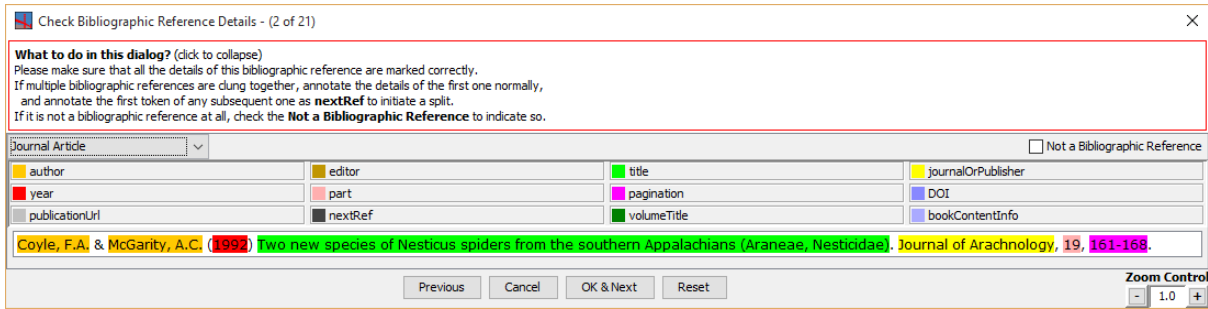 Check Bibliographic Reference Details - (2 of 21)
What to do in this dialog? (click to collapse)
Please make sure that all the details of this bibliographic reference are marked correctly.
If multiple bibliographic references are clung together, annotate the details of the first one normally,
and annotate the first token of any subsequent one as nextRef to initiate a split.
If it is not a bibliographic reference at all, check the Not a Bibliographic Reference to indicate so.
Journal Article Not a Bibliographic Reference
author editor title journalOrPublisher
year part pagination DOI
publicationUrl nextRef volumeTitle bookContentInfo
Coyle, F.A. & McGarity, A.C. (1992) Two new species of Nesticus spiders from the southern Appalachians (Araneae, Nesticidae). Journal of Arachnology, 19, 161-168.
Previous Cancel OK & Next Reset Zoom Control
- 1.0 +